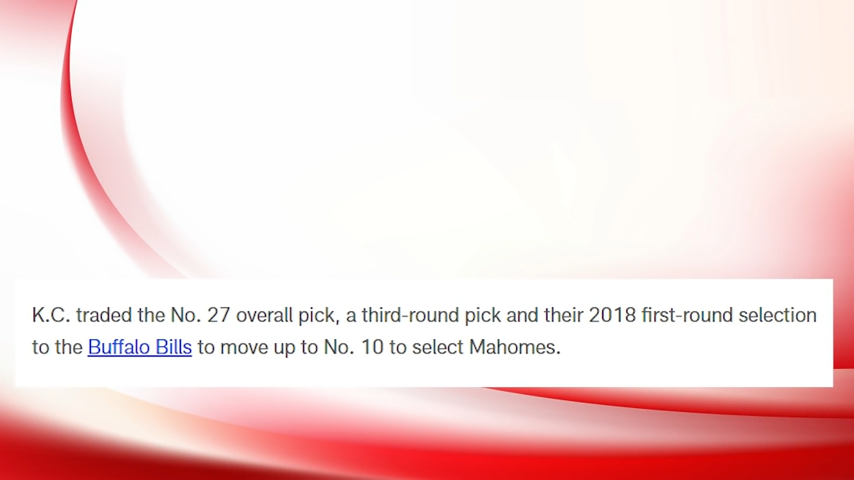 K.C. traded the No. 27 overall pick, a third-round pick and their 2018 first-round selection
to the Buffalo Bills to move up to No. 10 to select Mahomes.